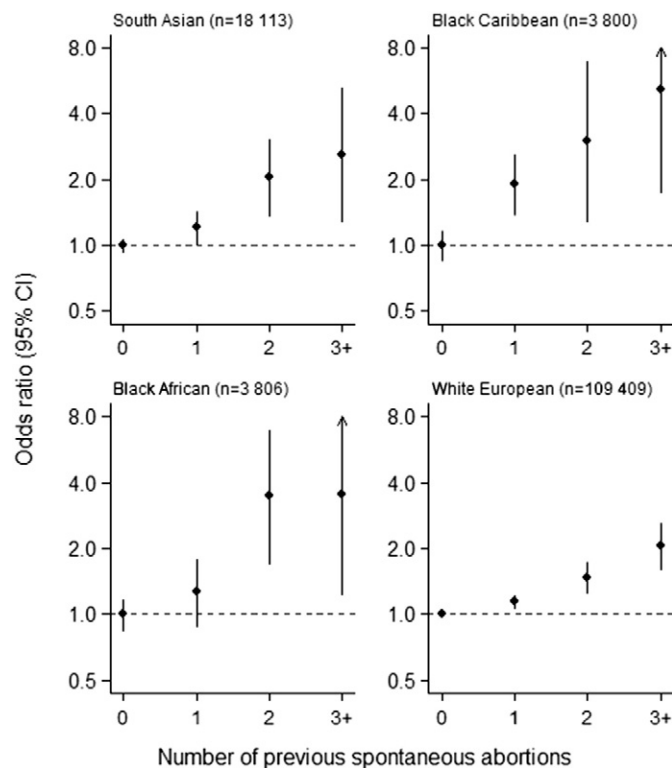 South Asian (n=18 113)
Black Caribbean (n=3 800)
8.0
4.0
2.0
1.0
0.5
0 1 2 3+
8.0
4.0
2.0
1.0
0.5
0 1 2 3+
Odds ratio (95% CI)
Black African (n=3 806)
White European (n=109 409)
8.0
4.0
2.0
1.0
0.5
0 1 2 3+
8.0
4.0
2.0
1.0
0.5
0 1 2 3+
Number of previous spontaneous abortions